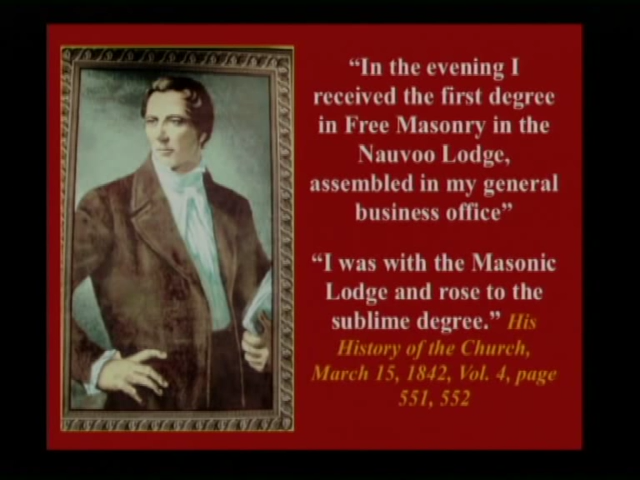 “In the evening I
received the first degree
in Free Masonry in the
Nauvoo Lodge,
assembled in my general
business office”
“I was with the Masonic
Lodge and rose to the
sublime degree.” His
History of the Church,
March 15, 1842, Vol. 4, page
551, 552